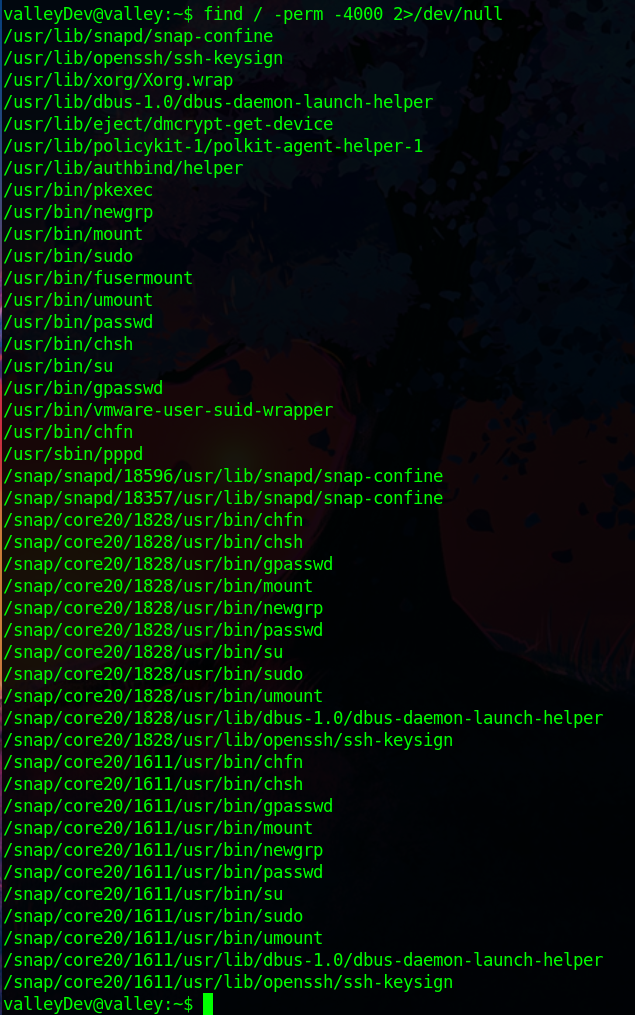 valleyDev@valley:~$ find / -perm -4000 2>/dev/null
/usr/lib/snapd/snap-confine
/usr/lib/openssh/ssh-keysign
/usr/lib/xorg/Xorg.wrap
/usr/lib/dbus-1.0/dbus-daemon-launch-helper
/usr/lib/eject/dmcrypt-get-device
/usr/lib/policykit-1/polkit-agent-helper-1
/usr/lib/authbind/helper
/usr/bin/pkexec
/usr/bin/newgrp
/usr/bin/mount
/usr/bin/sudo
/usr/bin/fusermount
/usr/bin/umount
/usr/bin/passwd
/usr/bin/chsh
/usr/bin/su
/usr/bin/gpasswd
/usr/bin/vmware-user-suid-wrapper
/usr/bin/chfn
/usr/sbin/pppd
/snap/snapd/18596/usr/lib/snapd/snap-confine
/snap/snapd/18357/usr/lib/snapd/snap-confine
/snap/core20/1828/usr/bin/chfn
/snap/core20/1828/usr/bin/chsh
/snap/core20/1828/usr/bin/gpasswd
/snap/core20/1828/usr/bin/mount
/snap/core20/1828/usr/bin/newgrp
/snap/core20/1828/usr/bin/passwd
/snap/core20/1828/usr/bin/su
/snap/core20/1828/usr/bin/sudo
/snap/core20/1828/usr/bin/umount
/snap/core20/1828/usr/lib/dbus-1.0/dbus-daemon-launch-helper
/snap/core20/1828/usr/lib/openssh/ssh-keysign
/snap/core20/1611/usr/bin/chfn
/snap/core20/1611/usr/bin/chsh
/snap/core20/1611/usr/bin/gpasswd
/snap/core20/1611/usr/bin/mount
/snap/core20/1611/usr/bin/newgrp
/snap/core20/1611/usr/bin/passwd
/snap/core20/1611/usr/bin/su
/snap/core20/1611/usr/bin/sudo
/snap/core20/1611/usr/bin/umount
/snap/core20/1611/usr/lib/dbus-1.0/dbus-daemon-launch-helper
/snap/core20/1611/usr/lib/openssh/ssh-keysign
valleyDev@valley:~$